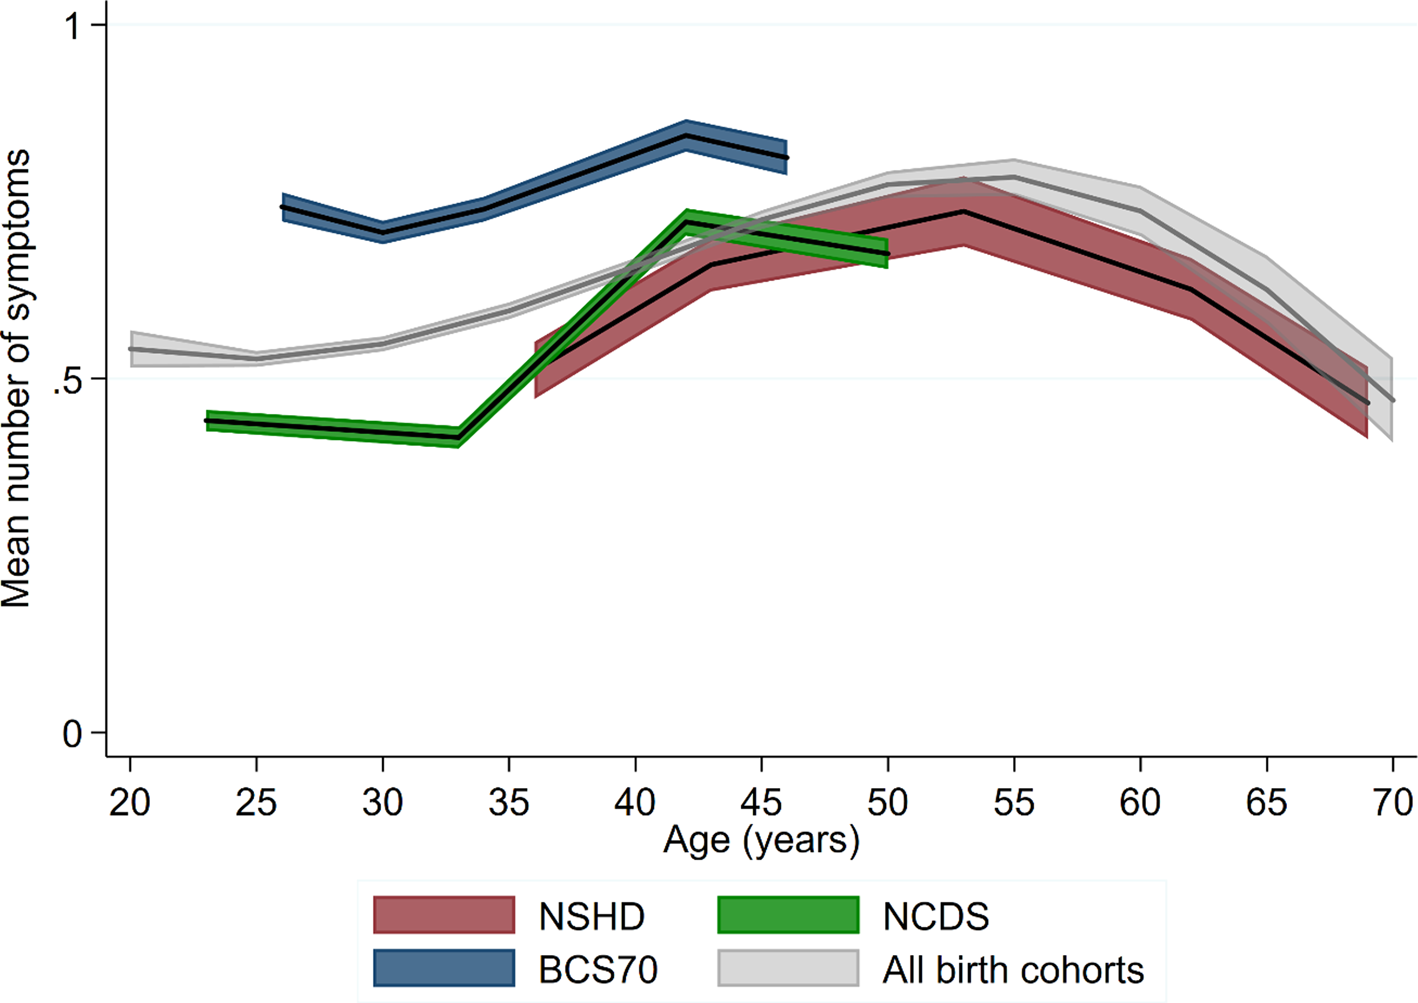 Mean number of symptoms
1
.5
0
20 25 30 35 40 45 50 55 60 65 70
Age (years)
NSHD NCDS
BCS70 All birth cohorts